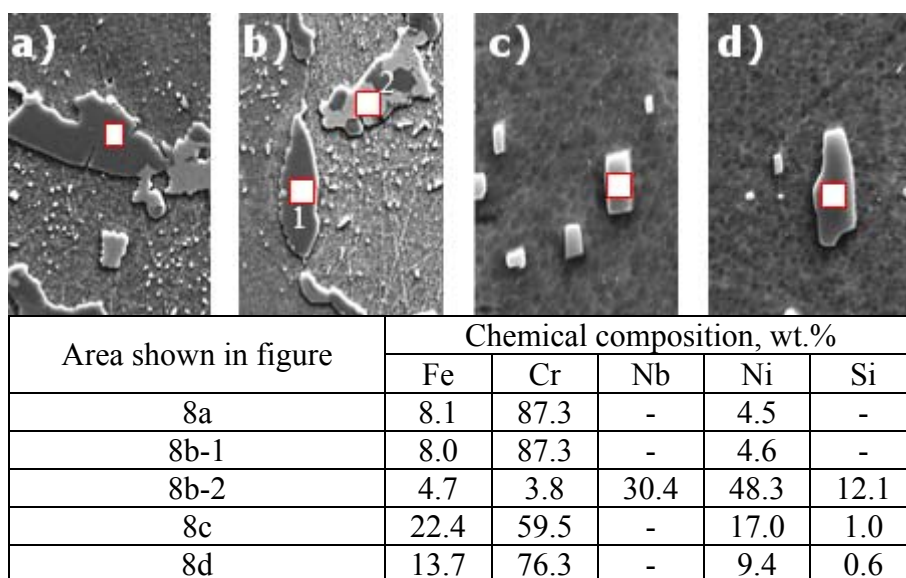 a) b) c) d)
2
1
Area shown in figure Chemical composition, wt.%
Fe Cr Nb Ni Si
8a 8.1 87.3 - 4.5 -
8b-1 8.0 87.3 - 4.6 -
8b-2 4.7 3.8 30.4 48.3 12.1
8c 22.4 59.5 - 17.0 1.0
8d 13.7 76.3 - 9.4 0.6